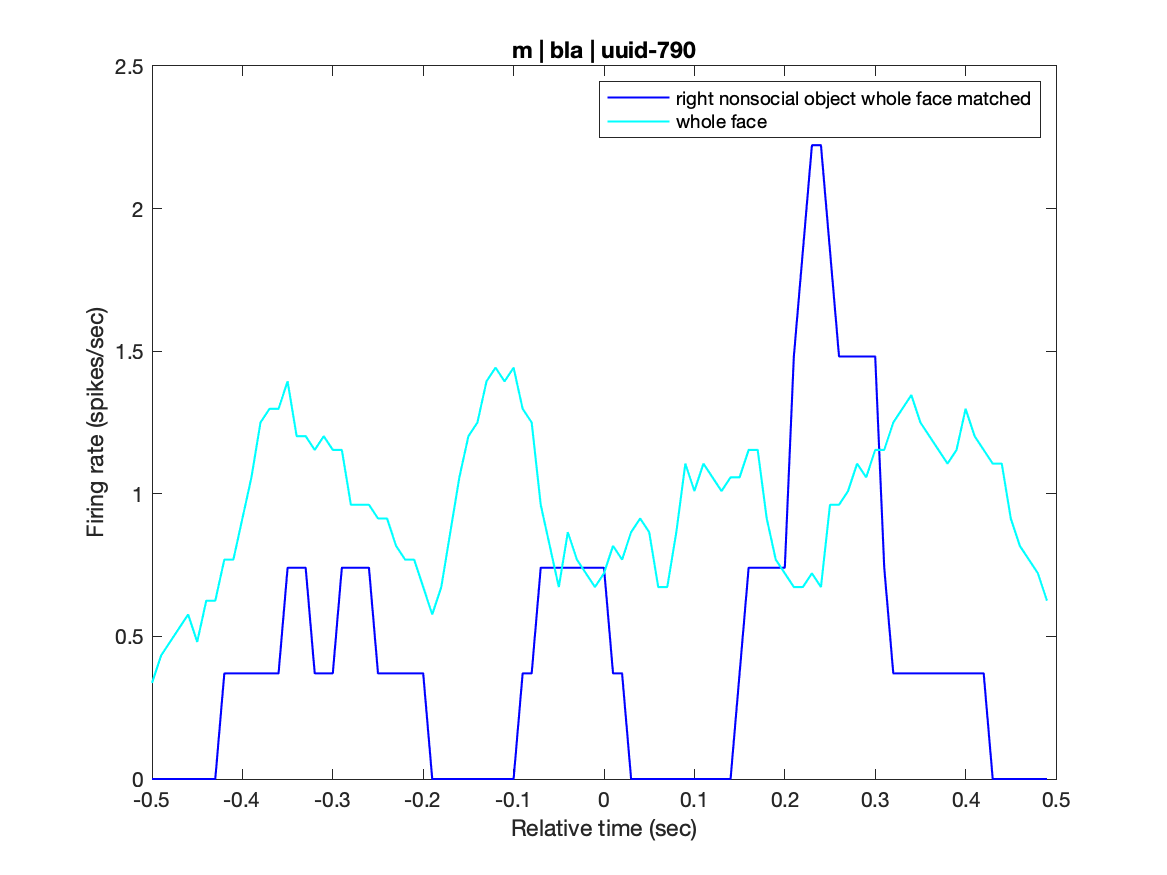 m | bla | uuid-790
2.5
right nonsocial object whole face matched
whole face
2
1.5
Firing rate (spikes/sec)
1
0.5
0
-0.5 -0.4 -0.3 -0.2 -0.1 0 0.1 0.2 0.3 0.4 0.5
Relative time (sec)